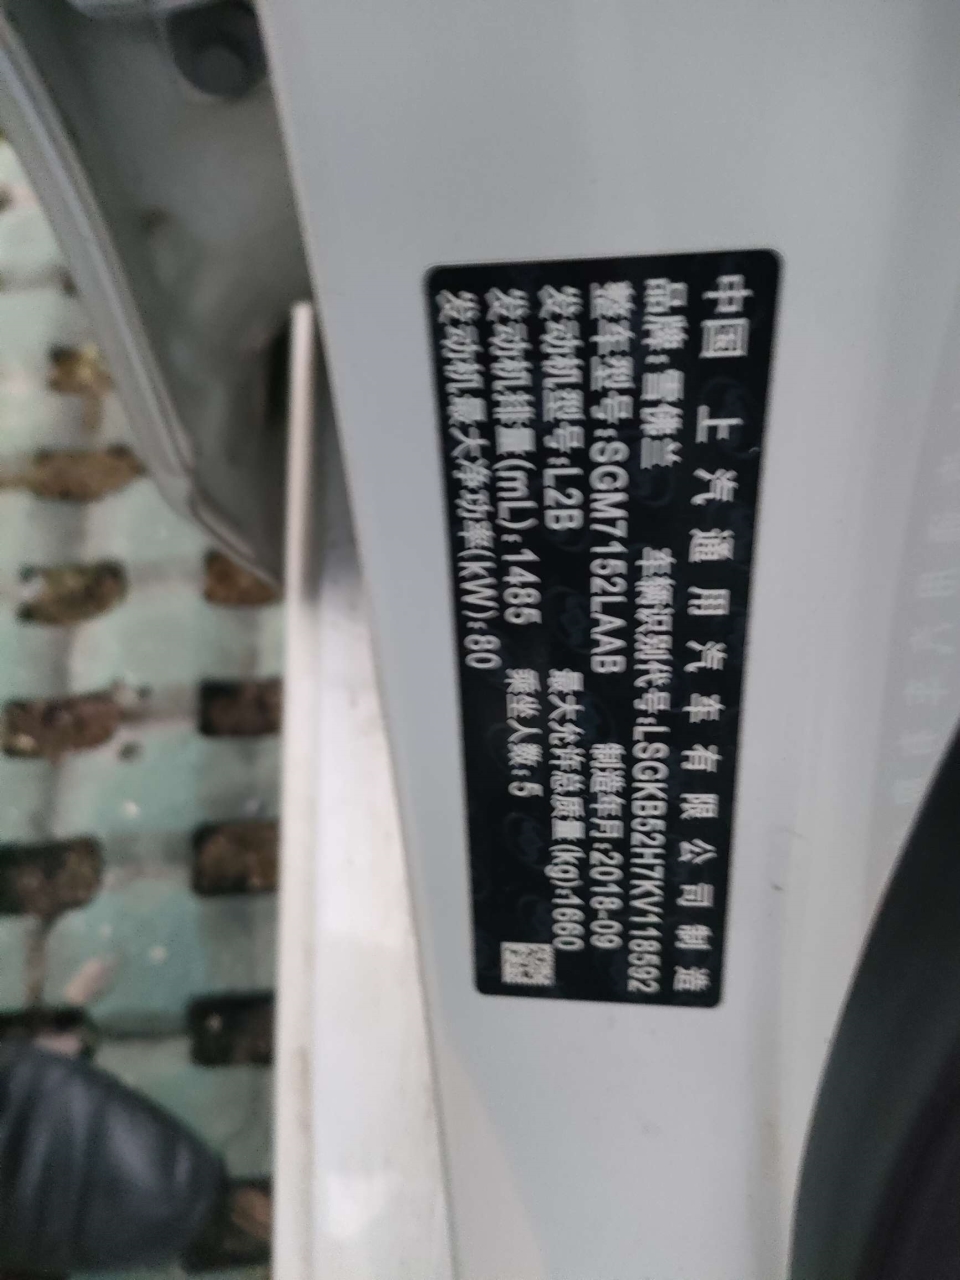 中国上汽通用汽车有限公司制造
品牌:雪佛兰 车辆识别代号:LSGKB52H7KV118592
整车型号:SGM7152LAAB 制造年月:2018-09
发动机型号:L2B 最大允许总质量(kg):1660
发动机排量(mL):1485 乘坐人数:5
发动机最大净功率(kW):80